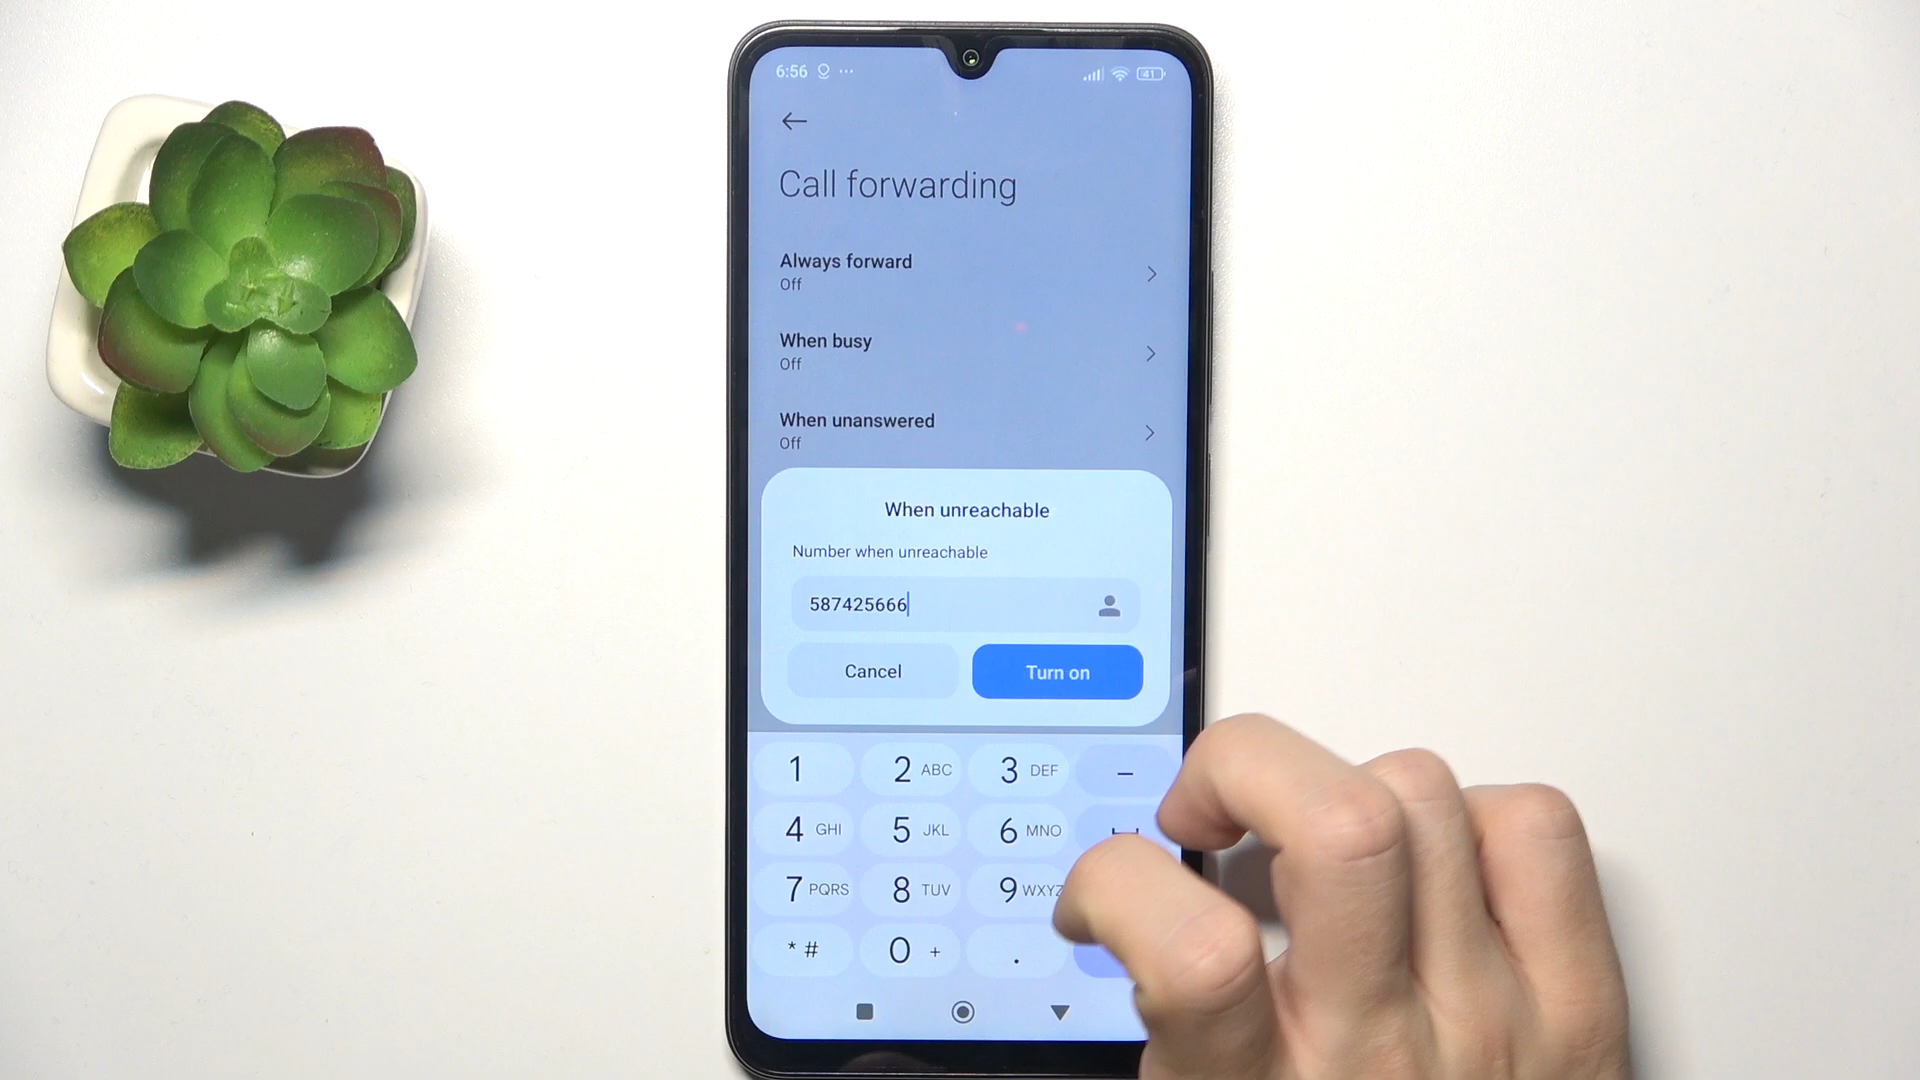 6:56 ... 41
Call forwarding
Always forward
Off
When busy
Off
When unanswered
Off
When unreachable
Number when unreachable
587425666
Cancel Turn on
1 2 ABC 3 DEF –
4 GHI 5 JKL 6 MNO
7 PQRS 8 TUV 9 WXYZ
* # 0 + .